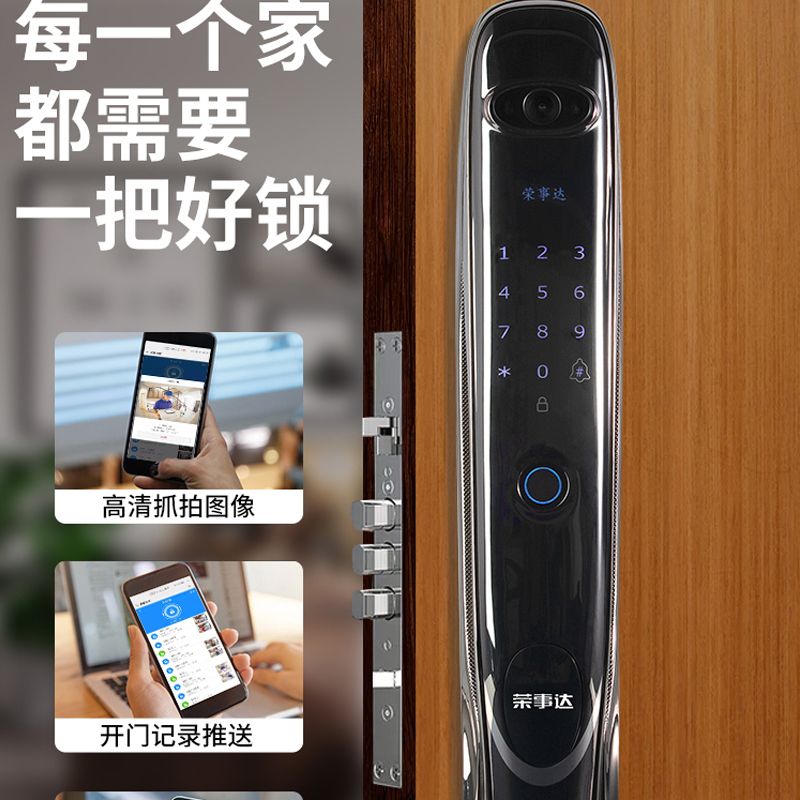 每一个家
都需要
一把好锁
荣事达
1 2 3
4 5 6
7 8 9
* 0 #
荣事达
高清抓拍图像
开门记录推送